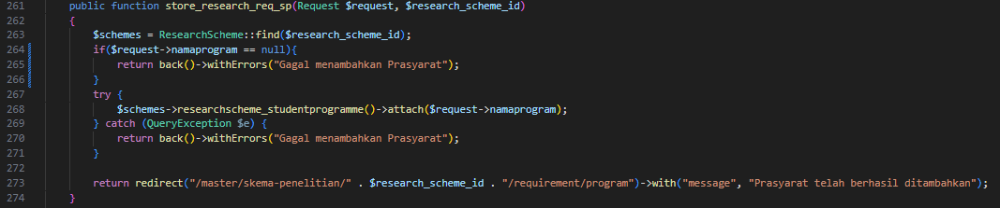 261 public function store_research_req_sp(Request $request, $research_scheme_id)
262 {
263 $schemes = ResearchScheme::find($research_scheme_id);
264 if($request->namaprogram == null){
265 return back()->withErrors("Gagal menambahkan Prasyarat");
266 }
267 try {
268 $schemes->researchscheme_studentprogramme()->attach($request->namaprogram);
269 } catch (QueryException $e) {
270 return back()->withErrors("Gagal menambahkan Prasyarat");
271 }
272
273 return redirect("/master/skema-penelitian/" . $research_scheme_id . "/requirement/program")->with("message", "Prasyarat telah berhasil ditambahkan");
274 }